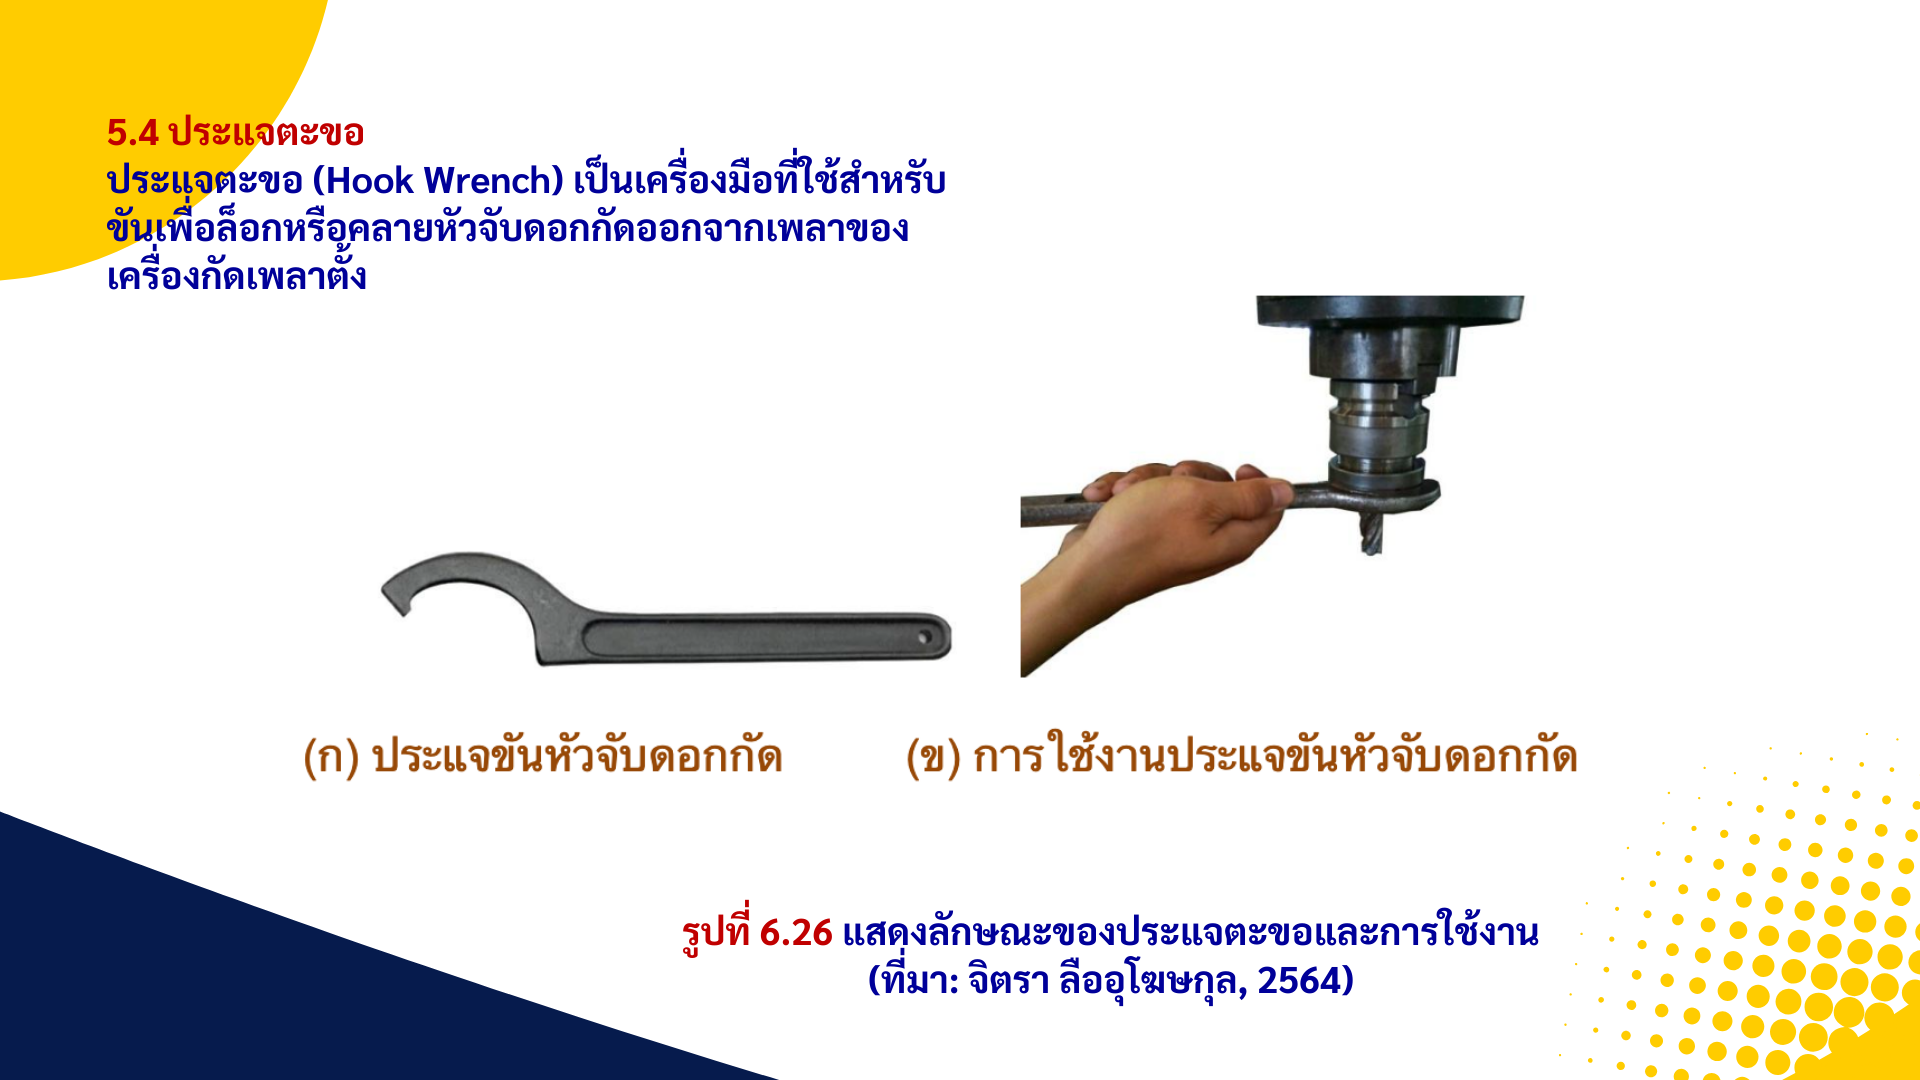 5.4 ประแจตะขอ
ประแจตะขอ (Hook Wrench) เป็นเครื่องมือที่ใช้สำหรับ
ขันเพื่อล็อกหรือคลายหัวจับดอกกัดออกจากเพลาของ
เครื่องกัดเพลาตั้ง
(ก) ประแจขันหัวจับดอกกัด
(ข) การใช้งานประแจขันหัวจับดอกกัด
รูปที่ 6.26 แสดงลักษณะของประแจตะขอและการใช้งาน
(ที่มา: จิตรา ลืออุโฆษกุล, 2564)